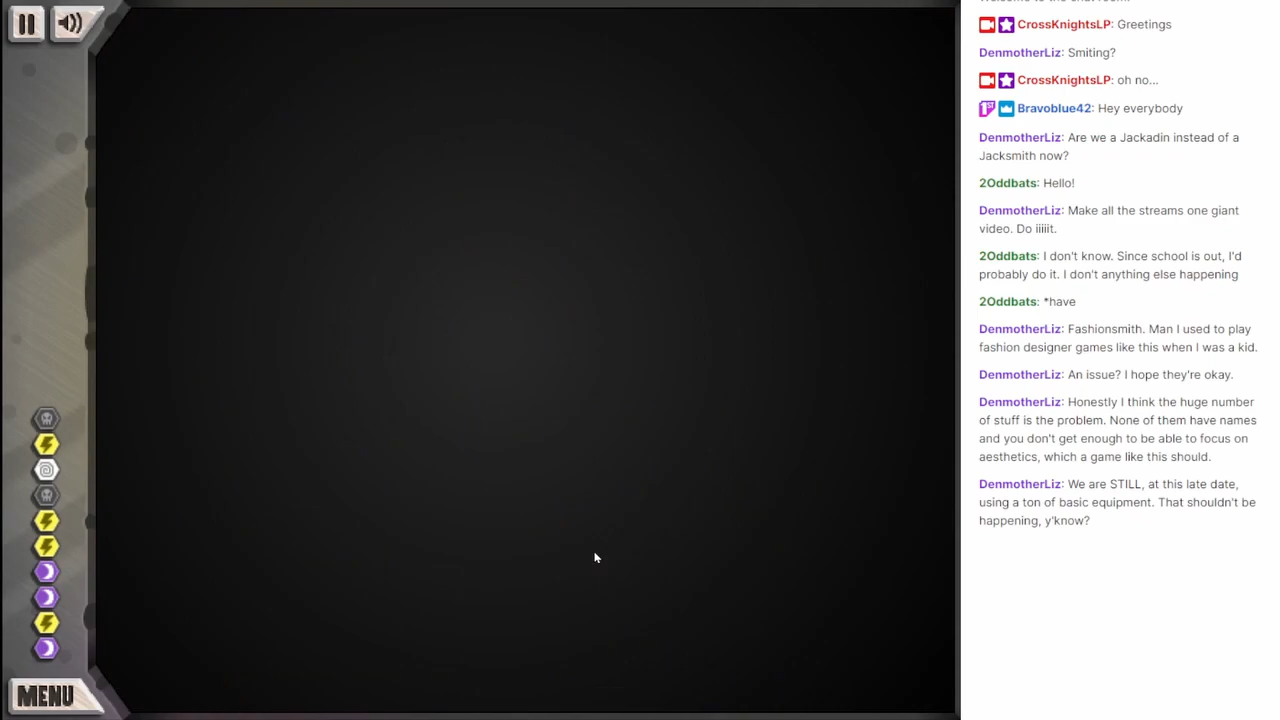 Welcome to the chat room!
CrossKnightsLP: Greetings
DenmotherLiz: Smiting?
CrossKnightsLP: oh no...
Bravoblue42: Hey everybody
DenmotherLiz: Are we a Jackadin instead of a
Jacksmith now?
2Oddbats: Hello!
DenmotherLiz: Make all the streams one giant
video. Do iiiiit.
2Oddbats: I don't know. Since school is out, I'd
probably do it. I don't anything else happening
2Oddbats: *have
DenmotherLiz: Fashionsmith. Man I used to play
fashion designer games like this when I was a kid.
DenmotherLiz: An issue? I hope they're okay.
DenmotherLiz: Honestly I think the huge number
of stuff is the problem. None of them have names
and you don't get enough to be able to focus on
aesthetics, which a game like this should.
DenmotherLiz: We are STILL, at this late date,
using a ton of basic equipment. That shouldn't be
happening, y'know?
MENU